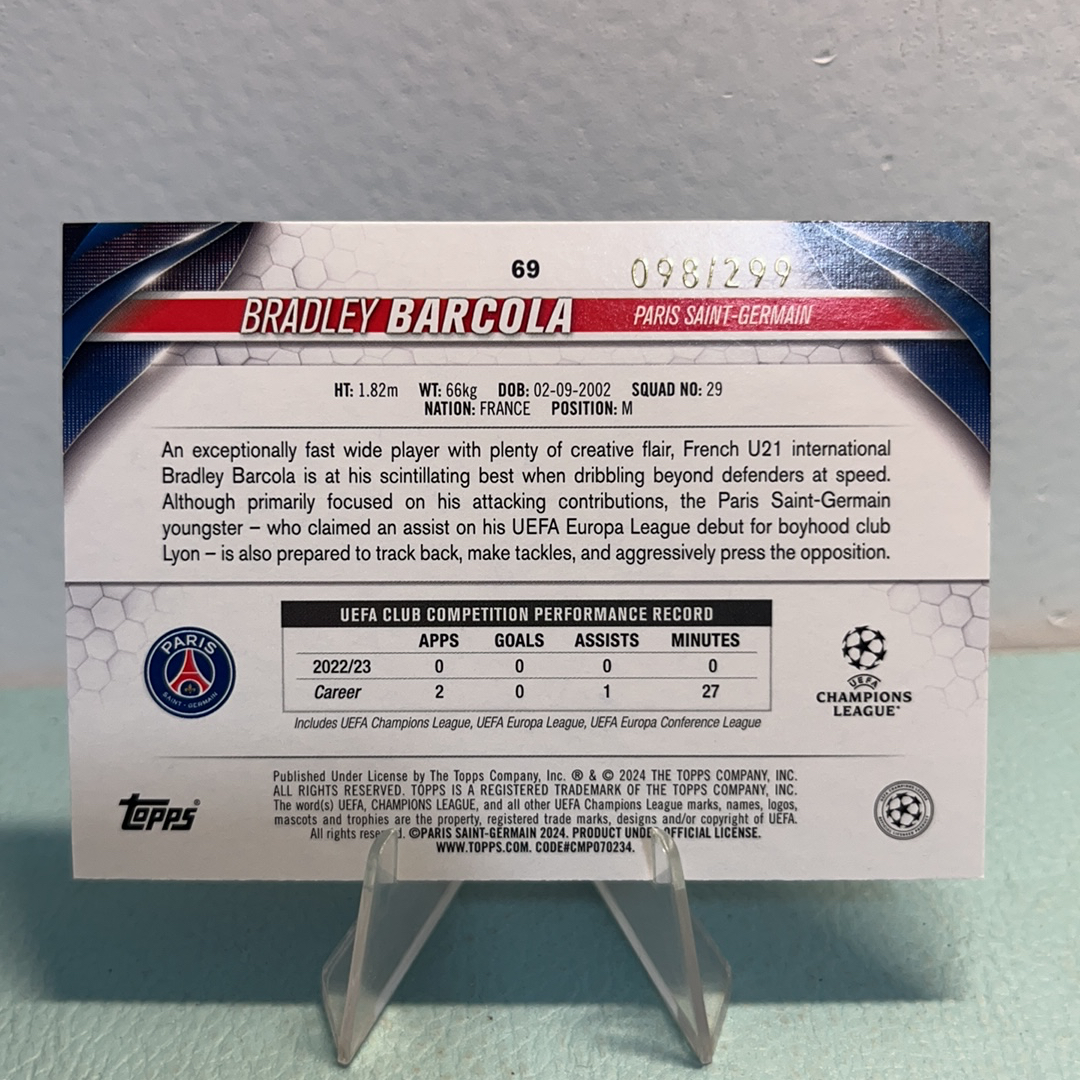 69
098/299
BRADLEY BARCOLA PARIS SAINT-GERMAIN
HT: 1.82m WT: 66kg DOB: 02-09-2002 SQUAD NO: 29
NATION: FRANCE POSITION: M
An exceptionally fast wide player with plenty of creative flair, French U21 international
Bradley Barcola is at his scintillating best when dribbling beyond defenders at speed.
Although primarily focused on his attacking contributions, the Paris Saint-Germain
youngster – who claimed an assist on his UEFA Europa League debut for boyhood club
Lyon – is also prepared to track back, make tackles, and aggressively press the opposition.
UEFA CLUB COMPETITION PERFORMANCE RECORD
APPS GOALS ASSISTS MINUTES
2022/23 0 0 0 0
Career 2 0 1 27
Includes UEFA Champions League, UEFA Europa League, UEFA Europa Conference League
PARIS
SAINT-GERMAIN
UEFA
CHAMPIONS
LEAGUE®
Published Under License by The Topps Company, Inc. ® & © 2024 THE TOPPS COMPANY, INC.
ALL RIGHTS RESERVED. TOPPS IS A REGISTERED TRADEMARK OF THE TOPPS COMPANY, INC.
The word(s) UEFA, CHAMPIONS LEAGUE, and all other UEFA Champions League marks, names, logos,
mascots and trophies are the property, registered trade marks, designs and/or copyright of UEFA.
All rights rese d. ©PARIS SAINT-GERMAIN 2024. PRODUCT UNDE OFFICIAL LICENSE.
WWW.TOPPS.COM. CODE#CMP070234.
Topps®